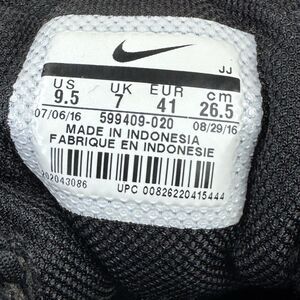 JJ
US UK EUR cm
9.5 7 41 26.5
07/06/16 08/29/16
599409-020
MADE IN INDONESIA
FABRIQUE EN INDONESIE
UPC 00826220415444